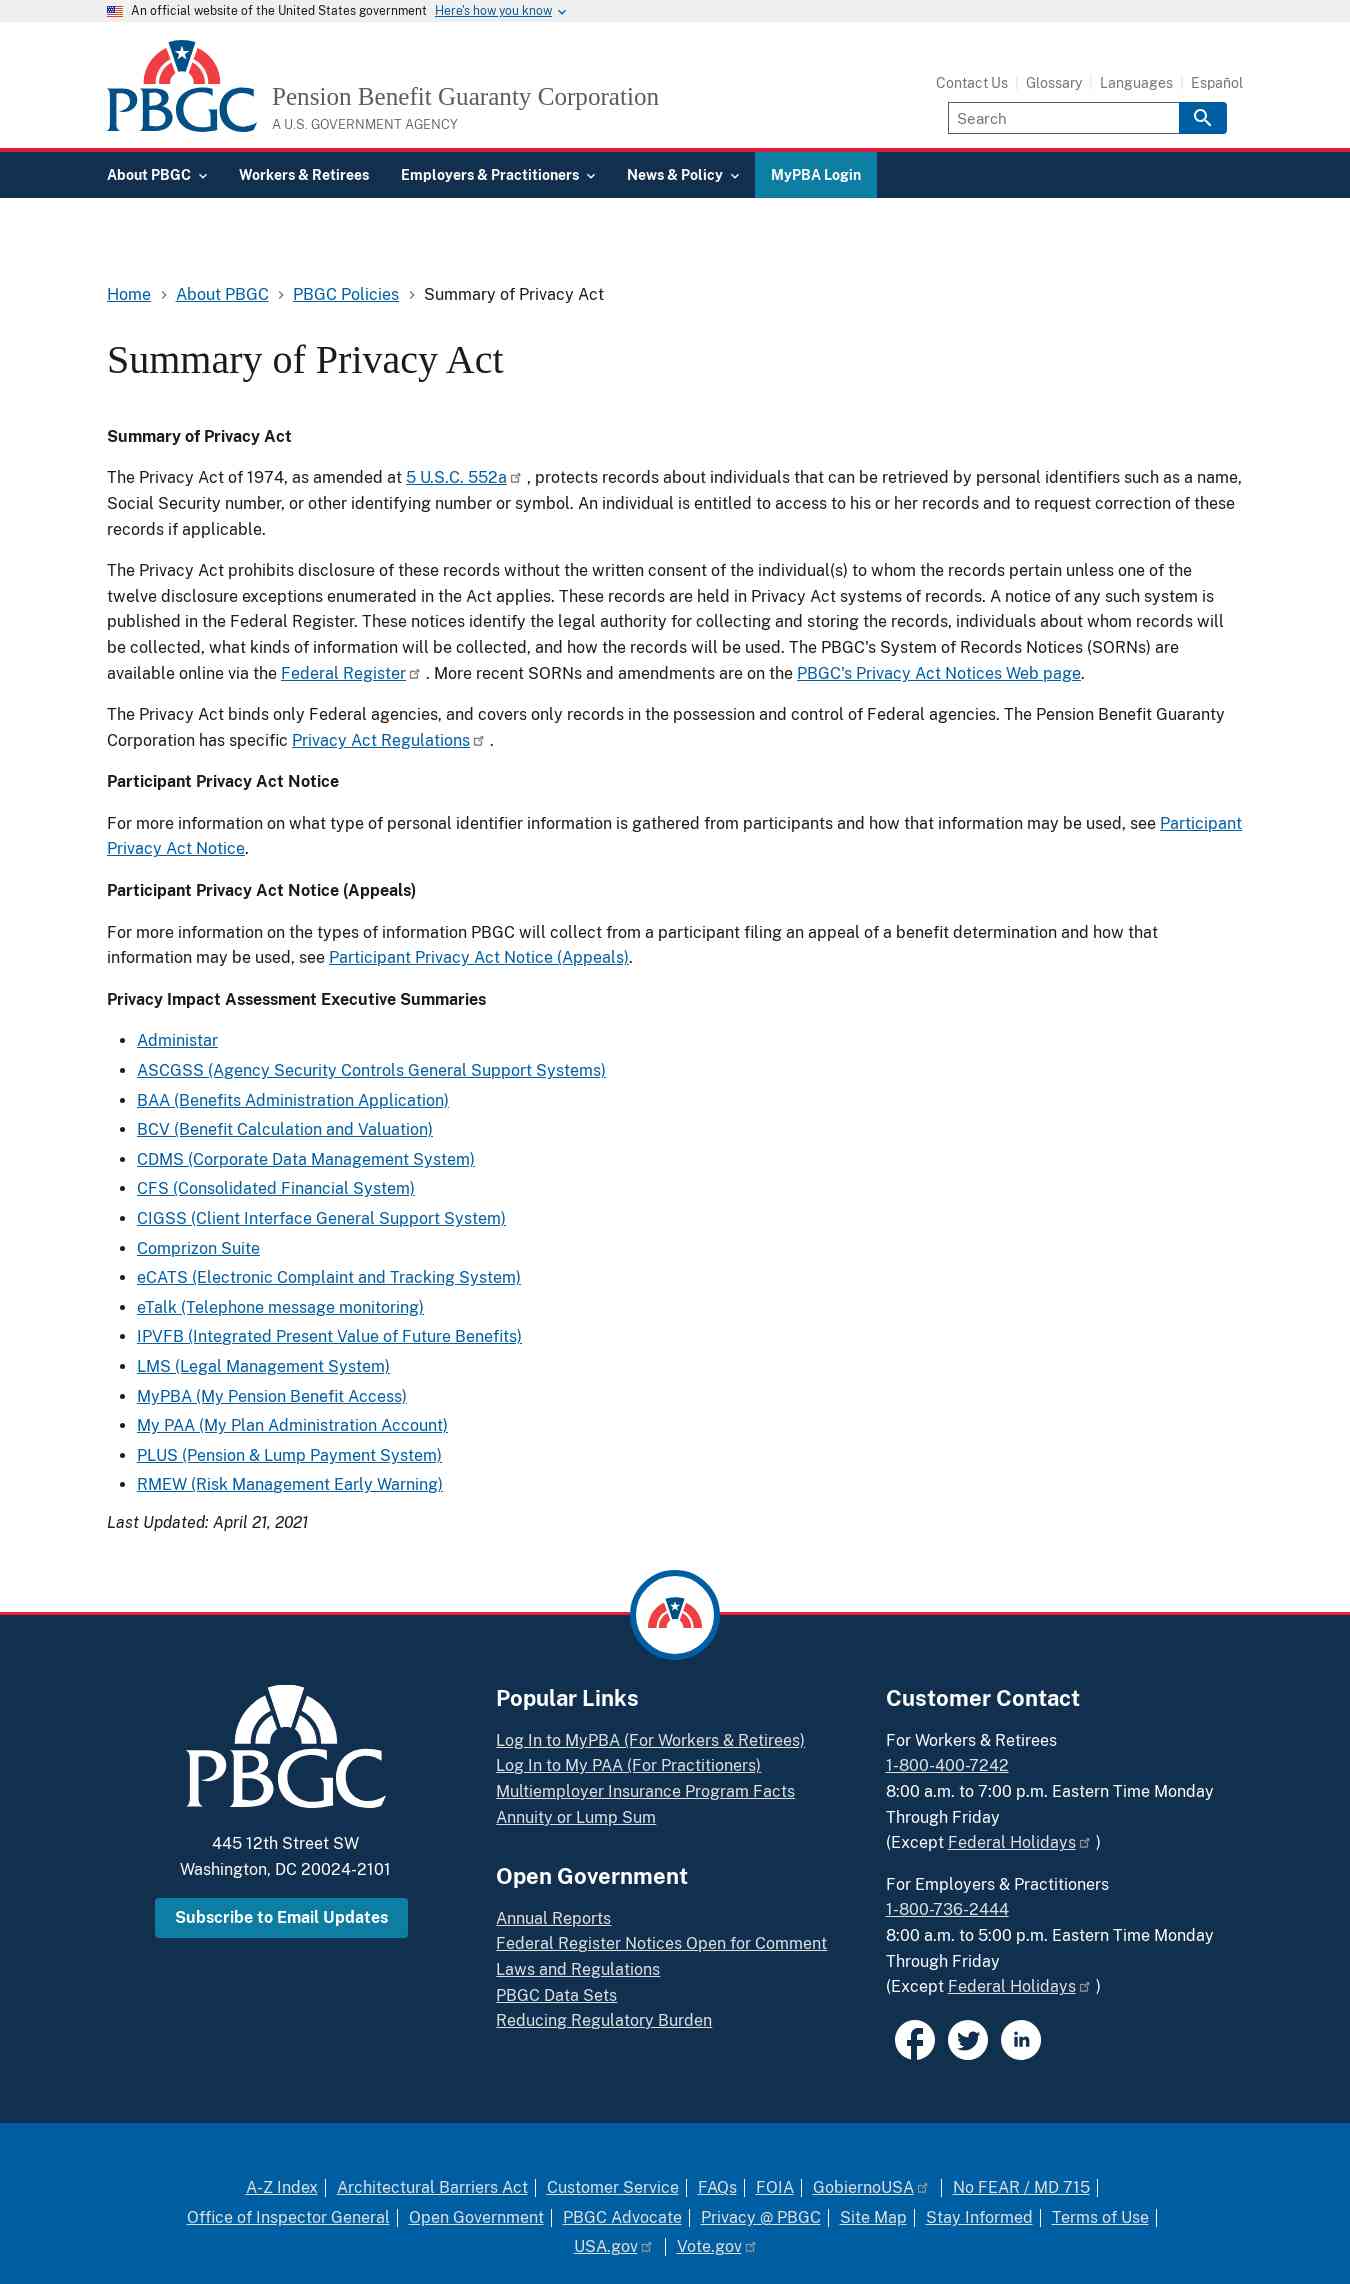 An official website of the United States government Here's how you know
PBGC
Pension Benefit Guaranty Corporation
A U.S. GOVERNMENT AGENCY
Contact Us Glossary Languages Español
Search
About PBGC Workers & Retirees Employers & Practitioners News & Policy MyPBA Login
Home About PBGC PBGC Policies Summary of Privacy Act
Summary of Privacy Act
Summary of Privacy Act
The Privacy Act of 1974, as amended at 5 U.S.C. 552a , protects records about individuals that can be retrieved by personal identifiers such as a name,
Social Security number, or other identifying number or symbol. An individual is entitled to access to his or her records and to request correction of these
records if applicable.
The Privacy Act prohibits disclosure of these records without the written consent of the individual(s) to whom the records pertain unless one of the
twelve disclosure exceptions enumerated in the Act applies. These records are held in Privacy Act systems of records. A notice of any such system is
published in the Federal Register. These notices identify the legal authority for collecting and storing the records, individuals about whom records will
be collected, what kinds of information will be collected, and how the records will be used. The PBGC's System of Records Notices (SORNs) are
available online via the Federal Register . More recent SORNs and amendments are on the PBGC's Privacy Act Notices Web page.
The Privacy Act binds only Federal agencies, and covers only records in the possession and control of Federal agencies. The Pension Benefit Guaranty
Corporation has specific Privacy Act Regulations .
Participant Privacy Act Notice
For more information on what type of personal identifier information is gathered from participants and how that information may be used, see Participant
Privacy Act Notice.
Participant Privacy Act Notice (Appeals)
For more information on the types of information PBGC will collect from a participant filing an appeal of a benefit determination and how that
information may be used, see Participant Privacy Act Notice (Appeals).
Privacy Impact Assessment Executive Summaries
• Administar
• ASCGSS (Agency Security Controls General Support Systems)
• BAA (Benefits Administration Application)
• BCV (Benefit Calculation and Valuation)
• CDMS (Corporate Data Management System)
• CFS (Consolidated Financial System)
• CIGSS (Client Interface General Support System)
• Comprizon Suite
• eCATS (Electronic Complaint and Tracking System)
• eTalk (Telephone message monitoring)
• IPVFB (Integrated Present Value of Future Benefits)
• LMS (Legal Management System)
• MyPBA (My Pension Benefit Access)
• My PAA (My Plan Administration Account)
• PLUS (Pension & Lump Payment System)
• RMEW (Risk Management Early Warning)
Last Updated: April 21, 2021
PBGC
445 12th Street SW
Washington, DC 20024-2101
Subscribe to Email Updates
Popular Links
Log In to MyPBA (For Workers & Retirees)
Log In to My PAA (For Practitioners)
Multiemployer Insurance Program Facts
Annuity or Lump Sum
Open Government
Annual Reports
Federal Register Notices Open for Comment
Laws and Regulations
PBGC Data Sets
Reducing Regulatory Burden
Customer Contact
For Workers & Retirees
1-800-400-7242
8:00 a.m. to 7:00 p.m. Eastern Time Monday
Through Friday
(Except Federal Holidays )
For Employers & Practitioners
1-800-736-2444
8:00 a.m. to 5:00 p.m. Eastern Time Monday
Through Friday
(Except Federal Holidays )
in
A-Z Index Architectural Barriers Act Customer Service FAQs FOIA GobiernoUSA No FEAR / MD 715
Office of Inspector General Open Government PBGC Advocate Privacy @ PBGC Site Map Stay Informed Terms of Use
USA.gov Vote.gov